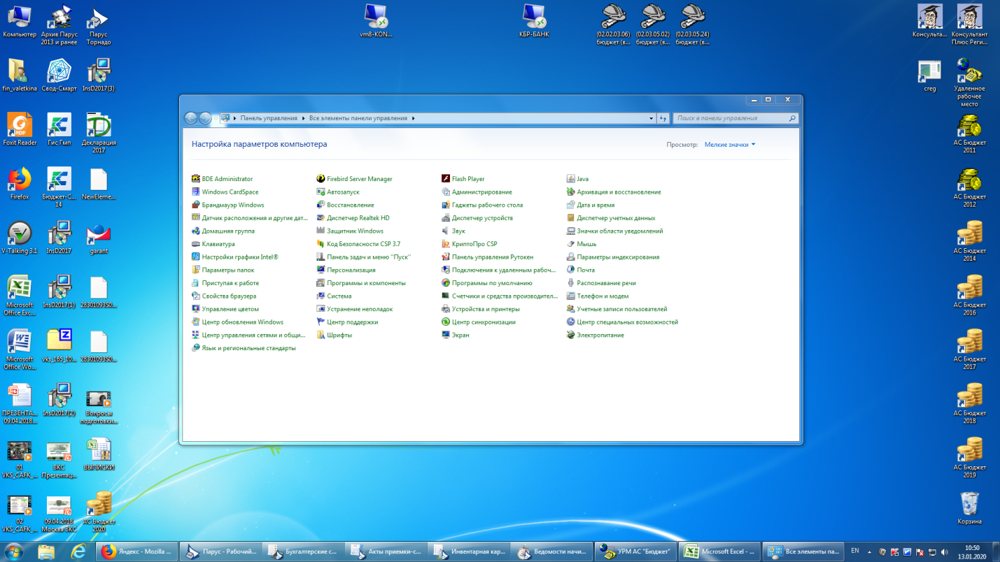 Компьютер
Архив Парус
2013 и ранее
Парус
Торнадо
vm8-KON...
КБР-БАНК
(02.02.03.06)
бюджет (в...
(02.03.05.02)
бюджет (в...
(02.03.05.24)
бюджет (в...
Консульта...
Консультант
Плюс Реги...
fin_valetkina
Свод-Смарт
InsD2017(3)
creg
Удаленное
рабочее
место
Foxit Reader
Гис Гмп
Декларация
2017
АС Бюджет
2011
Firefox
Бюджет-С...
14
NewEleme...
АС Бюджет
2012
V-Talking 3.1
InsD2017
garant
АС Бюджет
2014
Microsoft
Office Exc...
InsD2017(1)
28301093S0...
АС Бюджет
2016
Microsoft
Office Wo...
vks_165_10...
28301093S0...
АС Бюджет
2017
ПРЕЗЕНТА...
09.04.2018...
InsD2017(2)
Вопросы
подготовки...
АС Бюджет
2018
01
VKS_CAFK_...
ВКС
Презентац...
ВЫПИСКИ
АС Бюджет
2019
02
VKS_CAFK_...
09.04.2018
Москва ВКС
АС Бюджет
2020
Корзина
Панель управления
Все элементы панели управления
Поиск в панели управления
Настройка параметров компьютера
Просмотр: Мелкие значки
BDE Administrator
Firebird Server Manager
Flash Player
Java
Windows CardSpace
Автозапуск
Администрирование
Архивация и восстановление
Брандмауэр Windows
Восстановление
Гаджеты рабочего стола
Дата и время
Датчик расположения и другие дат...
Диспетчер Realtek HD
Диспетчер устройств
Диспетчер учетных данных
Домашняя группа
Защитник Windows
Звук
Значки области уведомлений
Клавиатура
Код Безопасности CSP 3.7
КриптоПро CSP
Мышь
Настройки графики Intel®
Панель задач и меню "Пуск"
Панель управления Рутокен
Параметры индексирования
Параметры папок
Персонализация
Подключения к удаленным рабоч...
Почта
Приступая к работе
Программы и компоненты
Программы по умолчанию
Распознавание речи
Свойства браузера
Система
Счетчики и средства производител...
Телефон и модем
Управление цветом
Устранение неполадок
Устройства и принтеры
Учетные записи пользователей
Центр обновления Windows
Центр поддержки
Центр синхронизации
Центр специальных возможностей
Центр управления сетями и общи...
Шрифты
Экран
Электропитание
Язык и региональные стандарты
Яндекс - Mozilla ...
Парус - Рабочий...
Бухгалтерские с...
Акты приемки-с...
Инвентарная кар...
Ведомости начи...
УРМ АС "Бюджет"
Microsoft Excel - ...
Все элементы па...
EN
10:50
13.01.2020